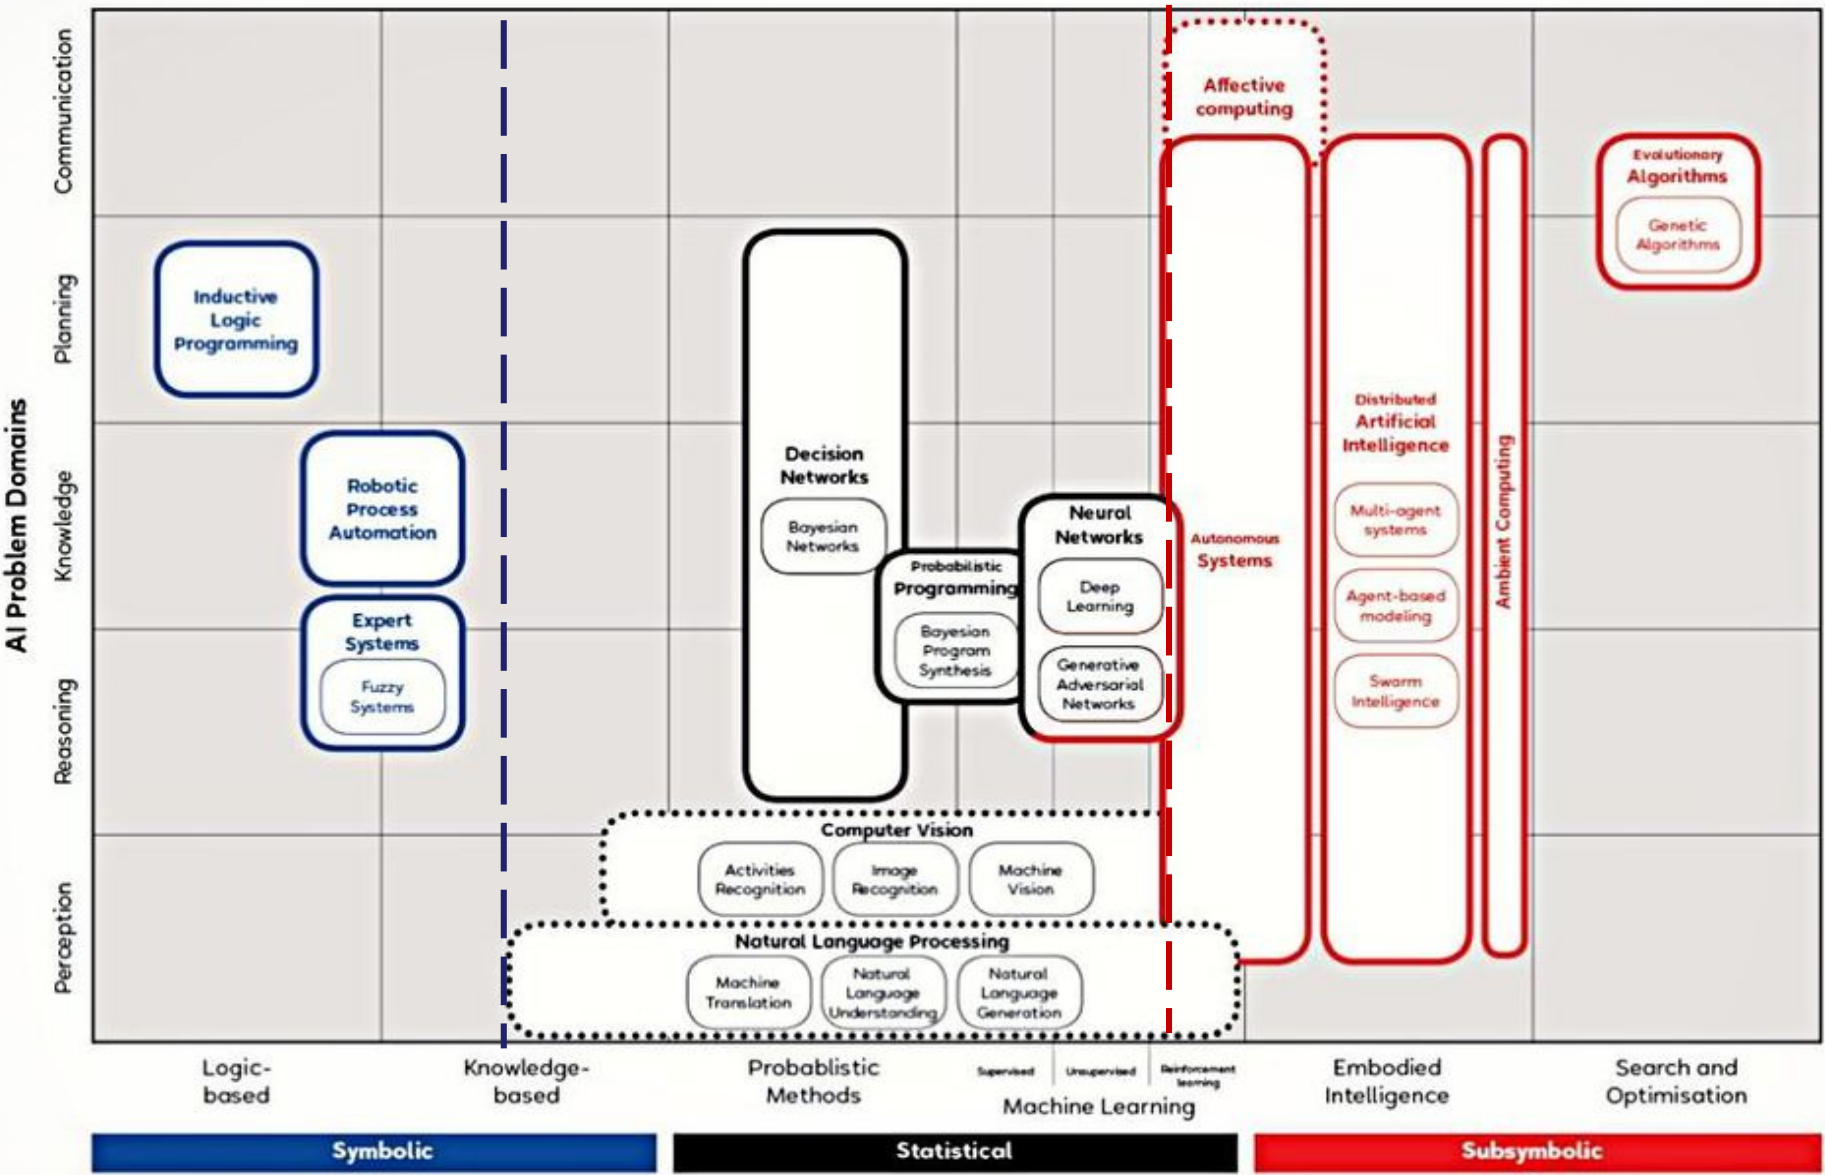 AI Problem Domains
Communication
Planning
Knowledge
Reasoning
Perception
Affective
computing
Evolutionary
Algorithms
Genetic
Algorithms
Inductive
Logic
Programming
Robotic
Process
Automation
Expert
Systems
Fuzzy
Systems
Decision
Networks
Bayesian
Networks
Probabilistic
Programming
Bayesian
Program
Synthesis
Neural
Networks
Deep
Learning
Generative
Adversarial
Networks
Autonomous
Systems
Distributed
Artificial
Intelligence
Multi-agent
systems
Agent-based
modeling
Swarm
Intelligence
Ambient Computing
Computer Vision
Activities
Recognition
Image
Recognition
Machine
Vision
Natural Language Processing
Machine
Translation
Natural
Language
Understanding
Natural
Language
Generation
Logic-
based
Knowledge-
based
Probablistic
Methods
Supervised
Unsupervised
Reinforcement
learning
Machine Learning
Embodied
Intelligence
Search and
Optimisation
Symbolic
Statistical
Subsymbolic